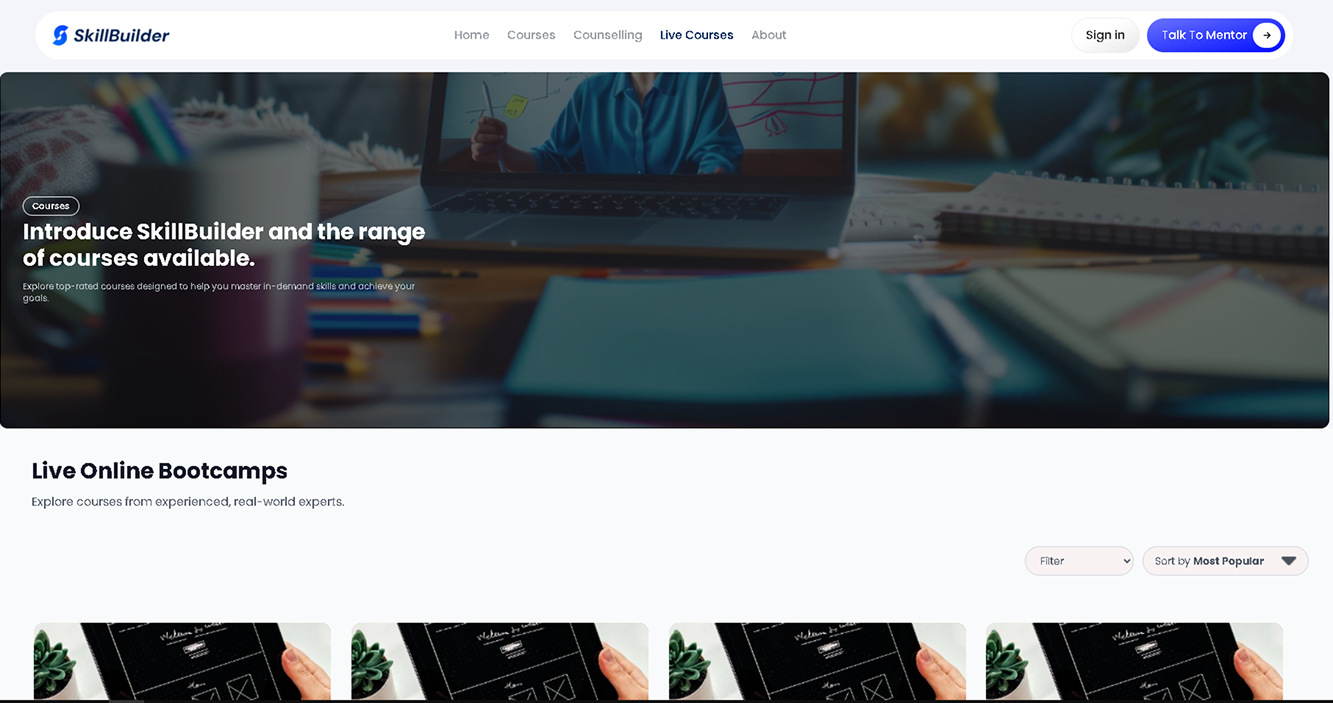 SkillBuilder
Home Courses Counselling Live Courses About
Sign in
Talk To Mentor
Courses
Introduce SkillBuilder and the range
of courses available.
Explore top-rated courses designed to help you master in-demand skills and achieve your
goals.
Live Online Bootcamps
Explore courses from experienced, real-world experts.
Filter
Sort by Most Popular